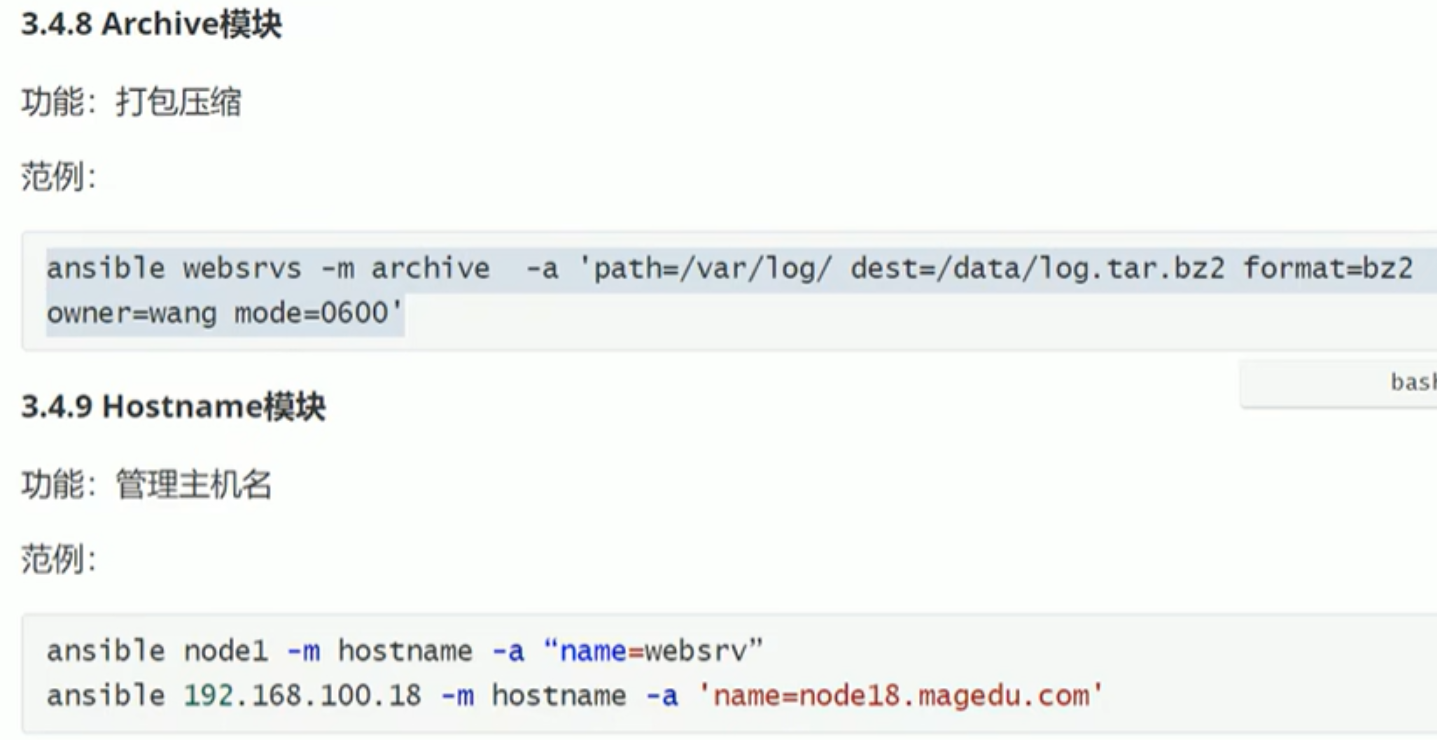 3.4.8 Archive模块
功能：打包压缩
范例：
ansible websrvs -m archive  -a 'path=/var/log/ dest=/data/log.tar.bz2 format=bz2
owner=wang mode=0600'
bash
3.4.9 Hostname模块
功能：管理主机名
范例：
ansible node1 -m hostname -a “name=websrv”
ansible 192.168.100.18 -m hostname -a 'name=node18.magedu.com'